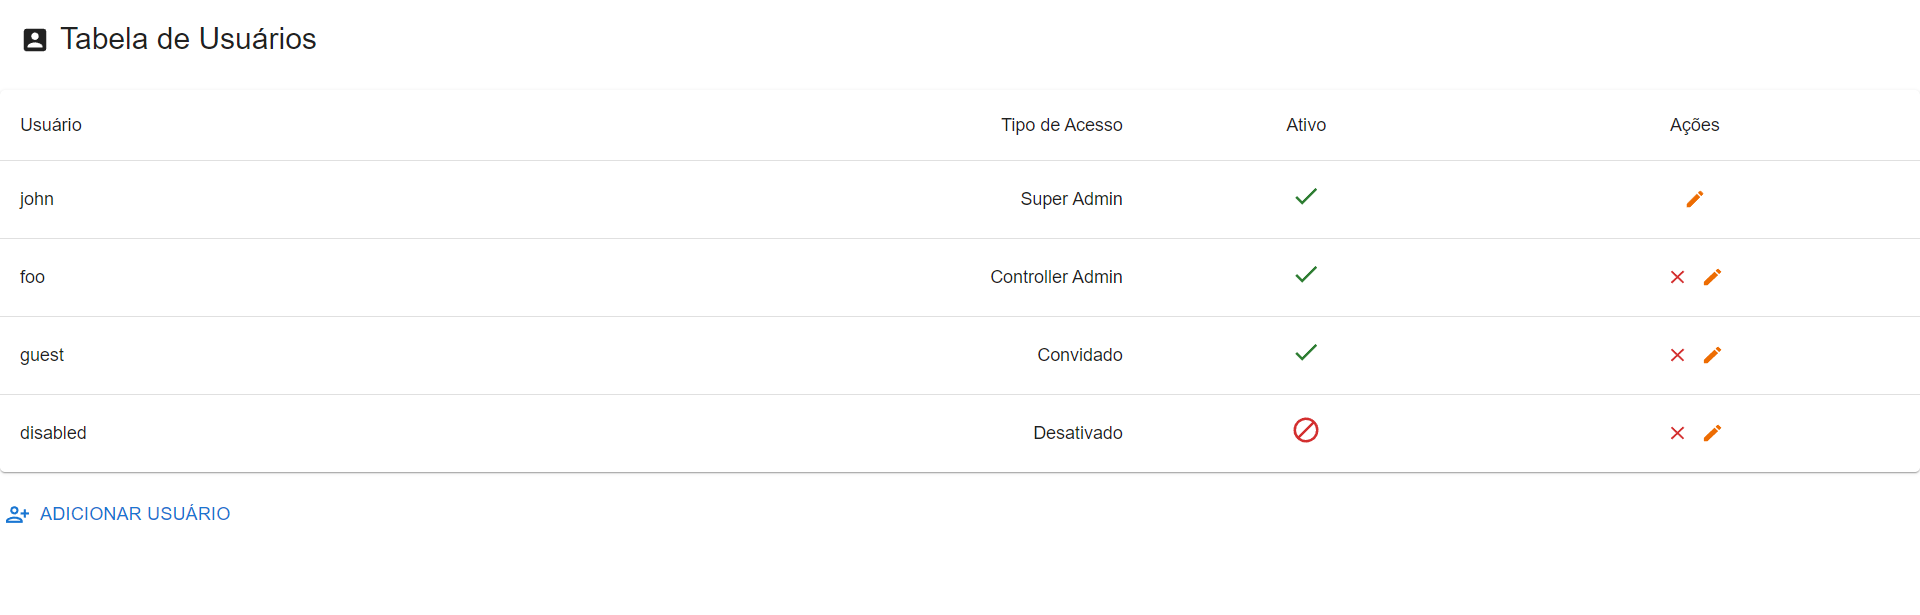 Tabela de Usuários
Usuário Tipo de Acesso Ativo Ações
john Super Admin
foo Controller Admin
guest Convidado
disabled Desativado
ADICIONAR USUÁRIO